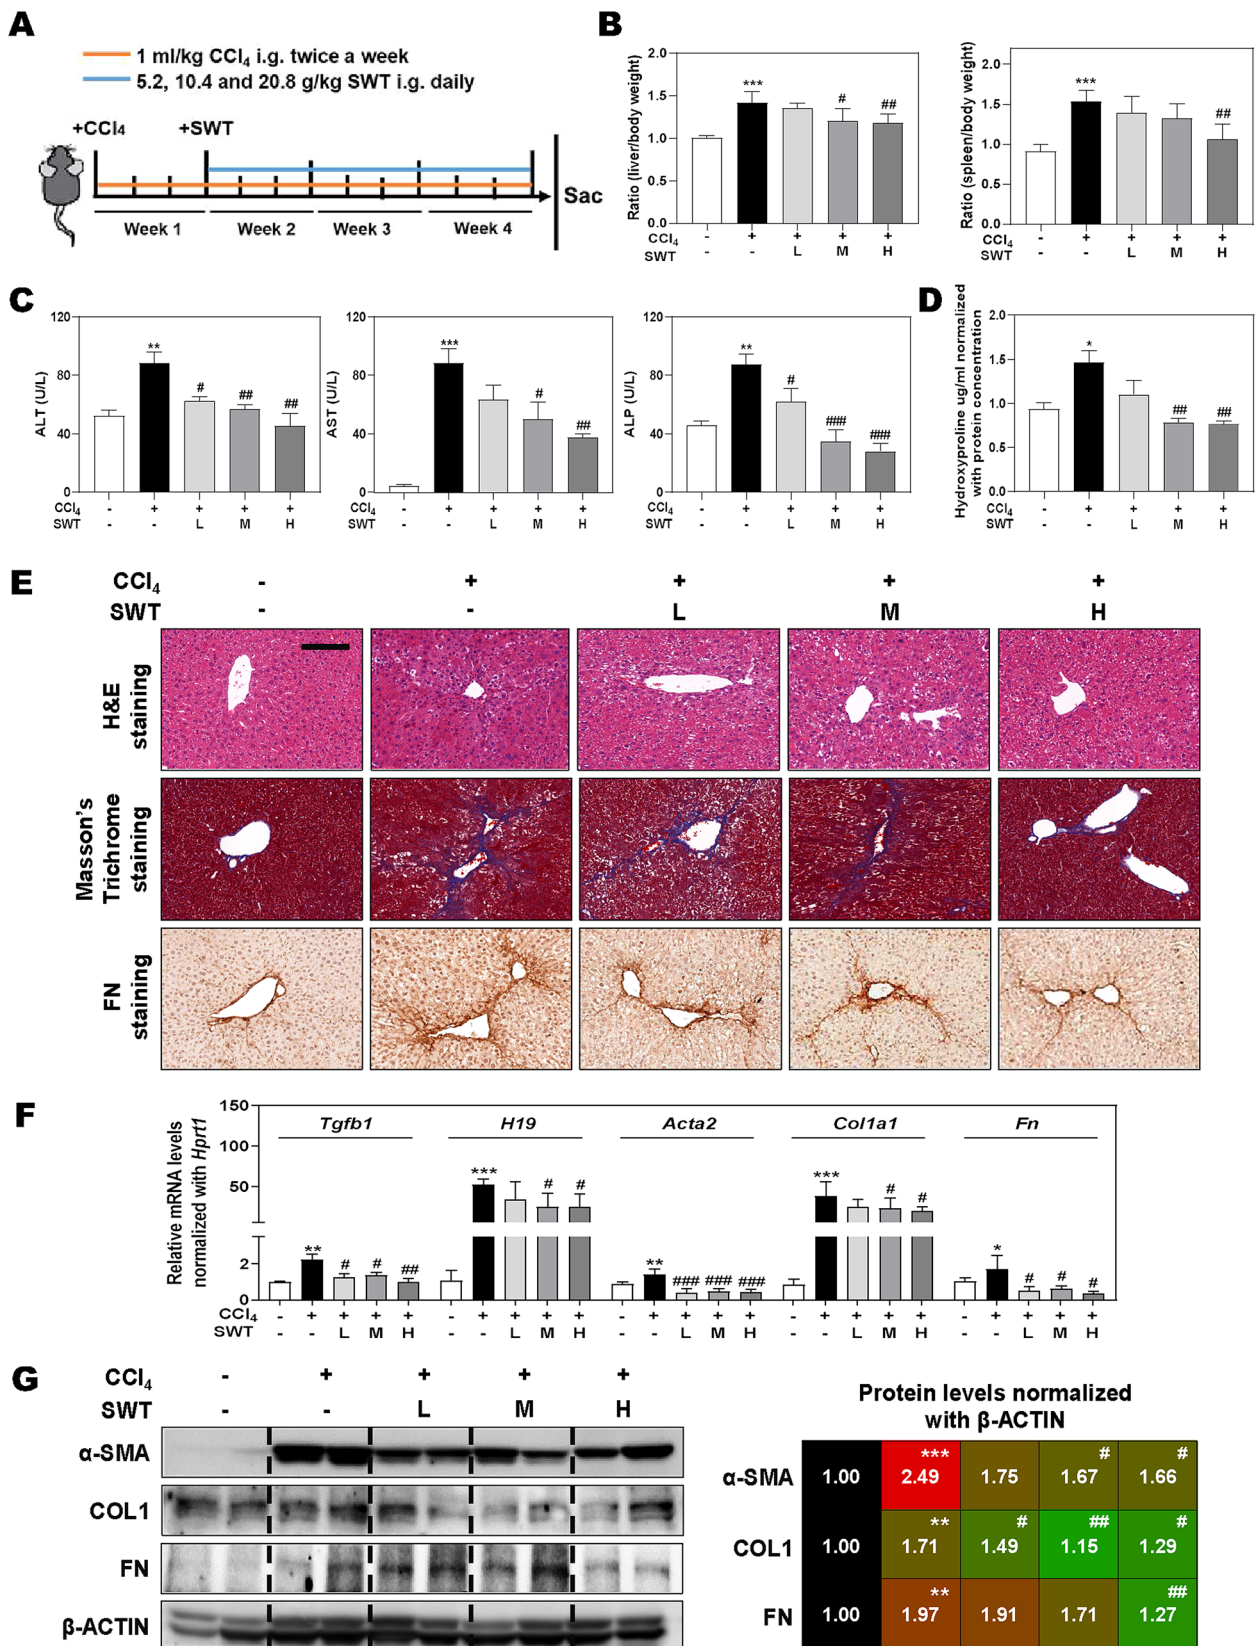 A
1 ml/kg CCl₄ i.g. twice a week
5.2, 10.4 and 20.8 g/kg SWT i.g. daily
+CCl₄ +SWT
Sac
Week 1 Week 2 Week 3 Week 4
B
Ratio (liver/body weight)
2.0
1.5
1.0
0.5
0.0
*** # ##
CCl₄ - + + + +
SWT - - L M H
Ratio (spleen/body weight)
2.0
1.5
1.0
0.5
0.0
*** ##
CCl₄ - + + + +
SWT - - L M H
C
ALT (U/L)
120
80
40
0
** # ## ##
CCl₄ - + + + +
SWT - - L M H
AST (U/L)
120
80
40
0
*** # ##
CCl₄ - + + + +
SWT - - L M H
ALP (U/L)
120
80
40
0
** # ### ###
CCl₄ - + + + +
SWT - - L M H
D
Hydroxyproline ug/ml normalized
with protein concentration
2.0
1.5
1.0
0.5
0.0
* ## ##
CCl₄ - + + + +
SWT - - L M H
E
CCl₄ - + + + +
SWT - - L M H
H&E
staining
Masson's
Trichrome
staining
FN
staining
F
Relative mRNA levels
normalized with Hprt1
150
100
50
2
0
Tgfb1 H19 Acta2 Col1a1 Fn
** # # ##
*** # #
** ### ### ###
*** # #
* # # #
CCl₄ - + + + + - + + + + - + + + + - + + + + - + + + +
SWT - - L M H - - L M H - - L M H - - L M H - - L M H
G
CCl₄ - + + + +
SWT - - L M H
α-SMA
COL1
FN
β-ACTIN
Protein levels normalized
with β-ACTIN
*** # #
α-SMA 1.00 2.49 1.75 1.67 1.66
** # ## #
COL1 1.00 1.71 1.49 1.15 1.29
** ##
FN 1.00 1.97 1.91 1.71 1.27